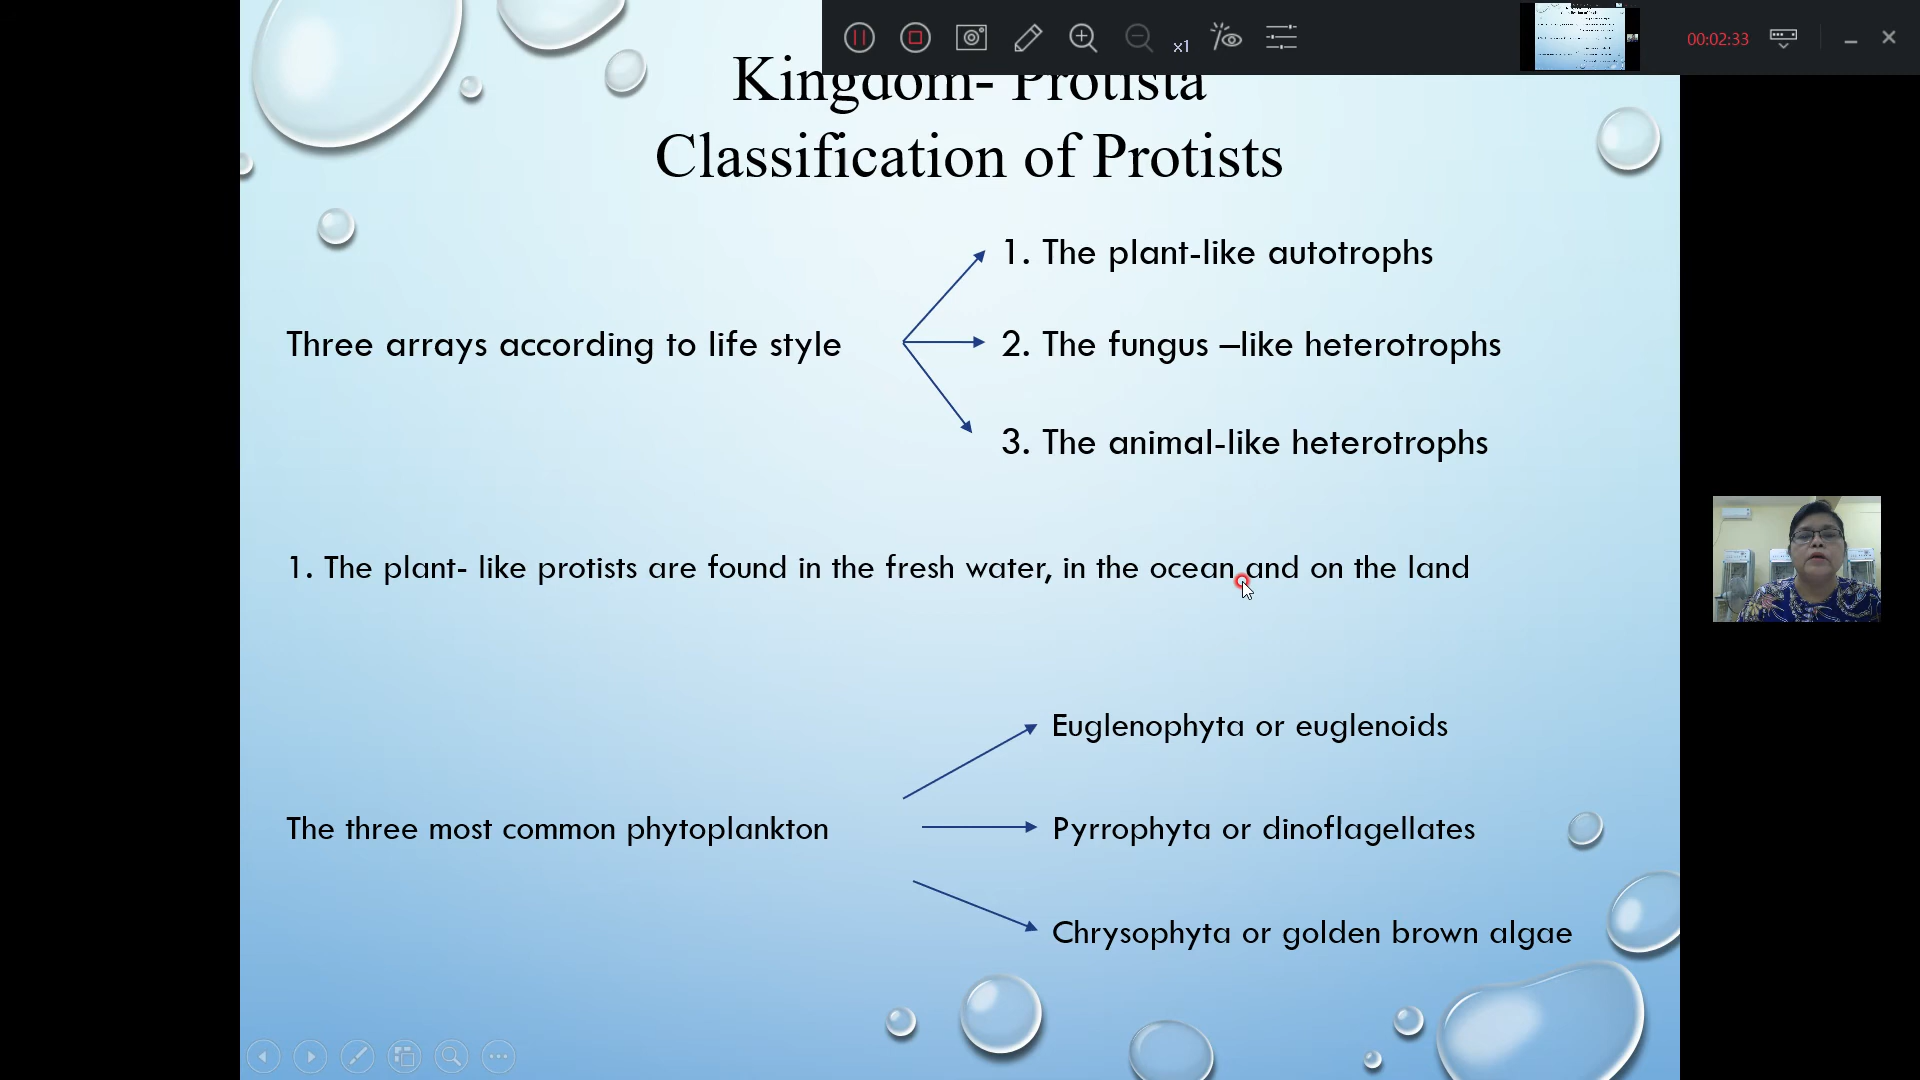 x1
00:02:33
Kingdom- Protista
Classification of Protists
1. The plant-like autotrophs
Three arrays according to life style
2. The fungus –like heterotrophs
3. The animal-like heterotrophs
1. The plant- like protists are found in the fresh water, in the ocean and on the land
Euglenophyta or euglenoids
The three most common phytoplankton
Pyrrophyta or dinoflagellates
Chrysophyta or golden brown algae